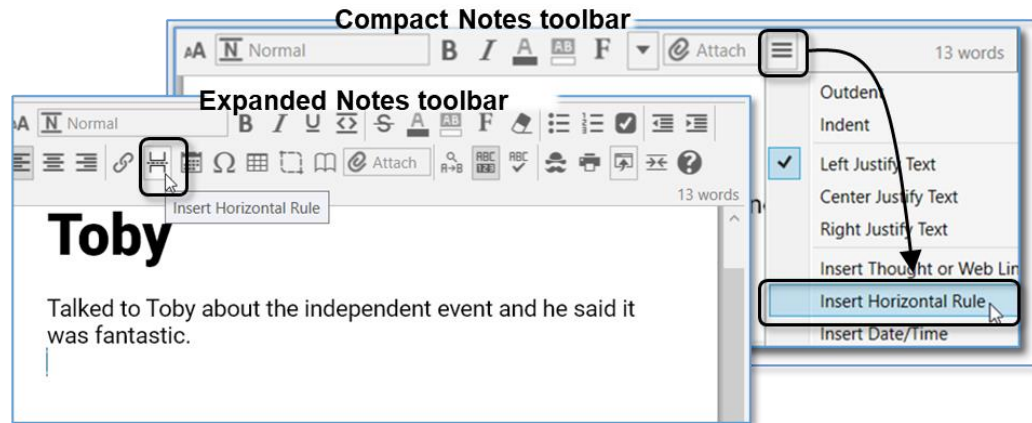 Compact Notes toolbar
AA N Normal B I A AB F Attach 13 words
Outdent
Indent
Left Justify Text
Center Justify Text
Right Justify Text
Insert Thought or Web Lin
Insert Horizontal Rule
Insert Date/Time
Expanded Notes toolbar
AA N Normal B I U S A AB F
Ω Attach A→B ABC 123 ABC ?
13 words
Insert Horizontal Rule
Toby
Talked to Toby about the independent event and he said it
was fantastic.